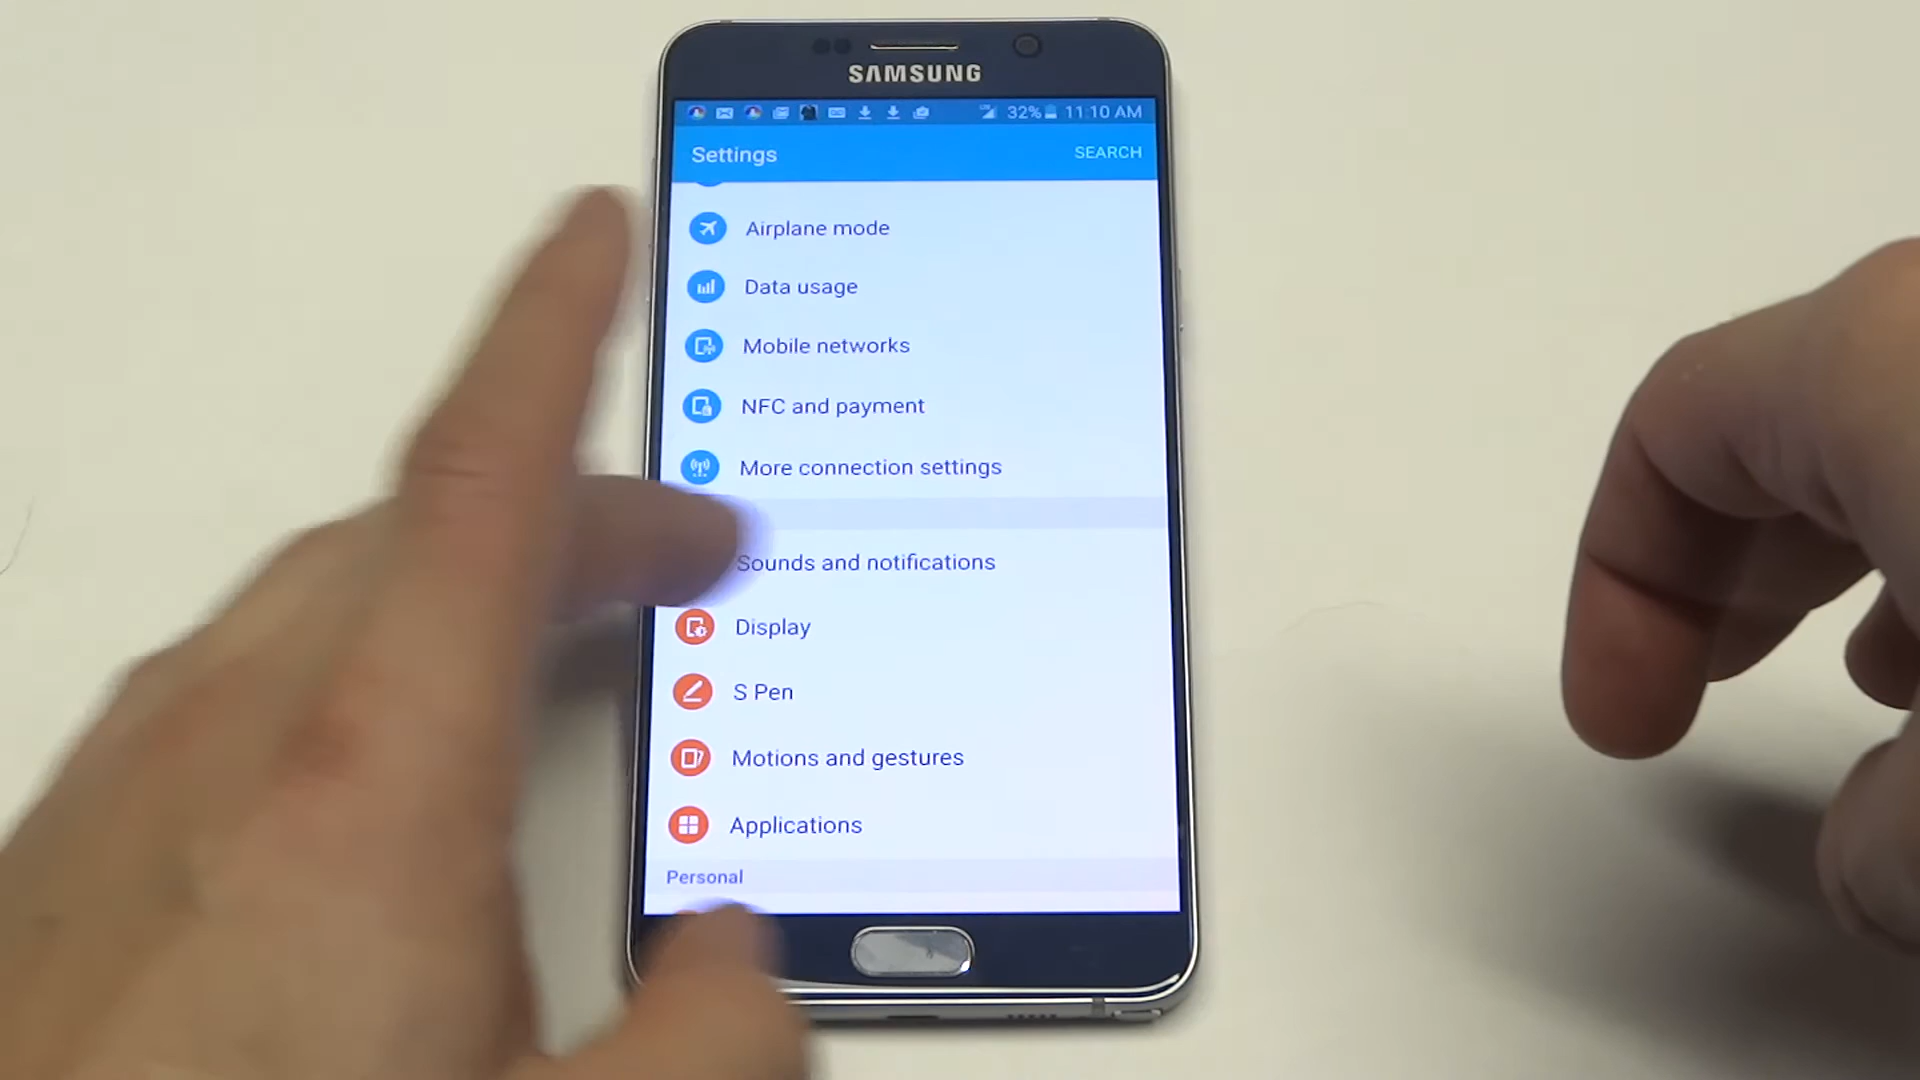 SAMSUNG
32% 11:10 AM
Settings
SEARCH
Airplane mode
Data usage
Mobile networks
NFC and payment
More connection settings
Sounds and notifications
Display
S Pen
Motions and gestures
Applications
Personal